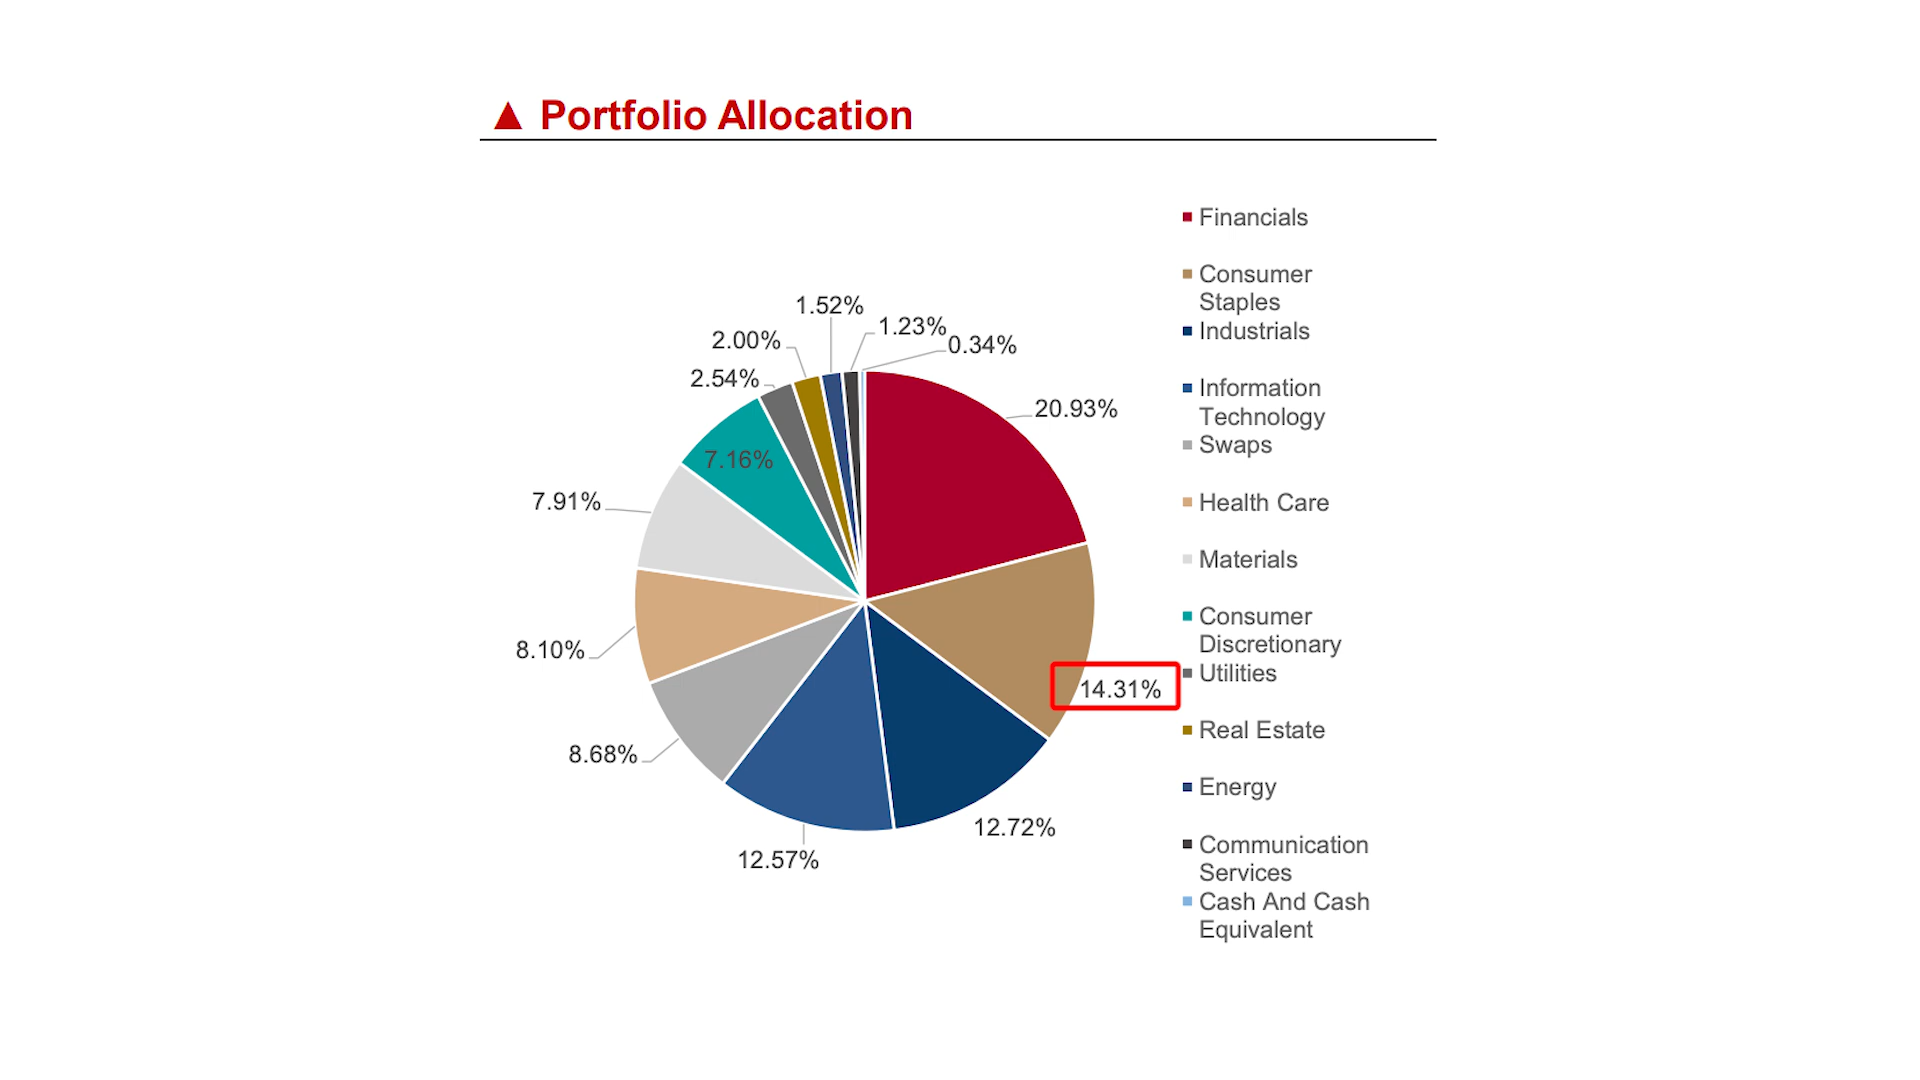 ▲ Portfolio Allocation
1.52%
1.23%
2.00%
0.34%
2.54%
20.93%
7.16%
7.91%
14.31%
8.10%
8.68%
12.72%
12.57%
Financials
Consumer
Staples
Industrials
Information
Technology
Swaps
Health Care
Materials
Consumer
Discretionary
Utilities
Real Estate
Energy
Communication
Services
Cash And Cash
Equivalent